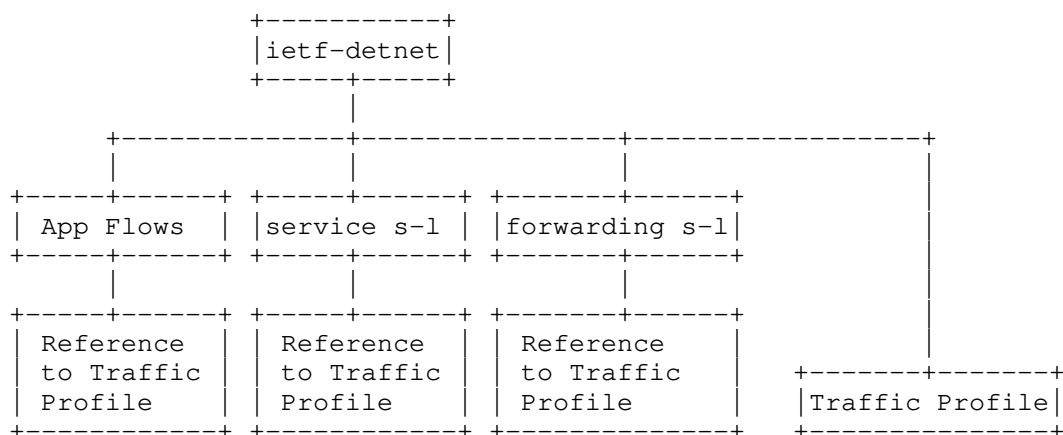 ietf-detnet
App Flows
service s-l
forwarding s-l
Reference Reference Reference
to Traffic to Traffic to Traffic
Profile Profile Profile Traffic Profile